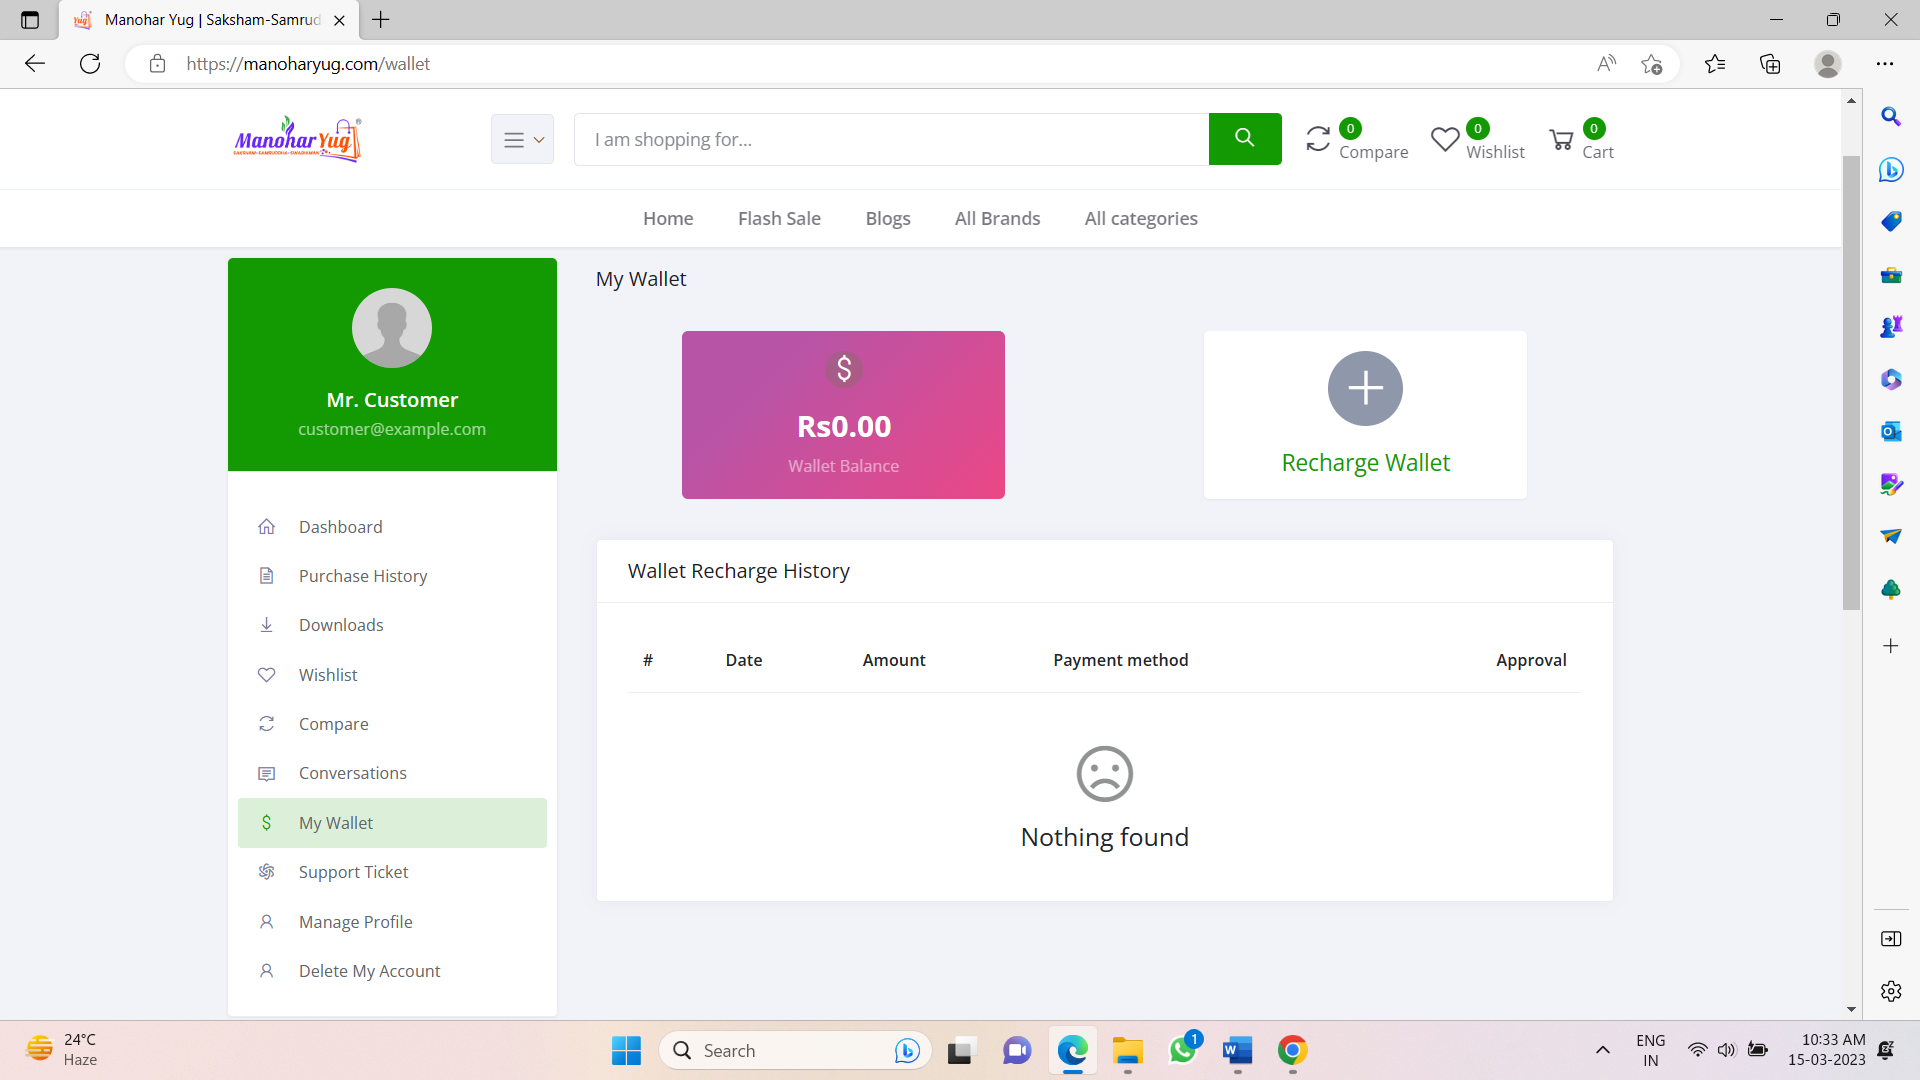 Manohar Yug | Saksham-Samrud
https://manoharyug.com/wallet
ManoharYug
I am shopping for...
0
Compare
0
Wishlist
0
Cart
Home Flash Sale Blogs All Brands All categories
Mr. Customer
customer@example.com
Dashboard
Purchase History
Downloads
Wishlist
Compare
Conversations
My Wallet
Support Ticket
Manage Profile
Delete My Account
My Wallet
Rs0.00
Wallet Balance
Recharge Wallet
Wallet Recharge History
# Date Amount Payment method Approval
Nothing found
24°C
Haze
Search
1
ENG
IN
10:33 AM
15-03-2023